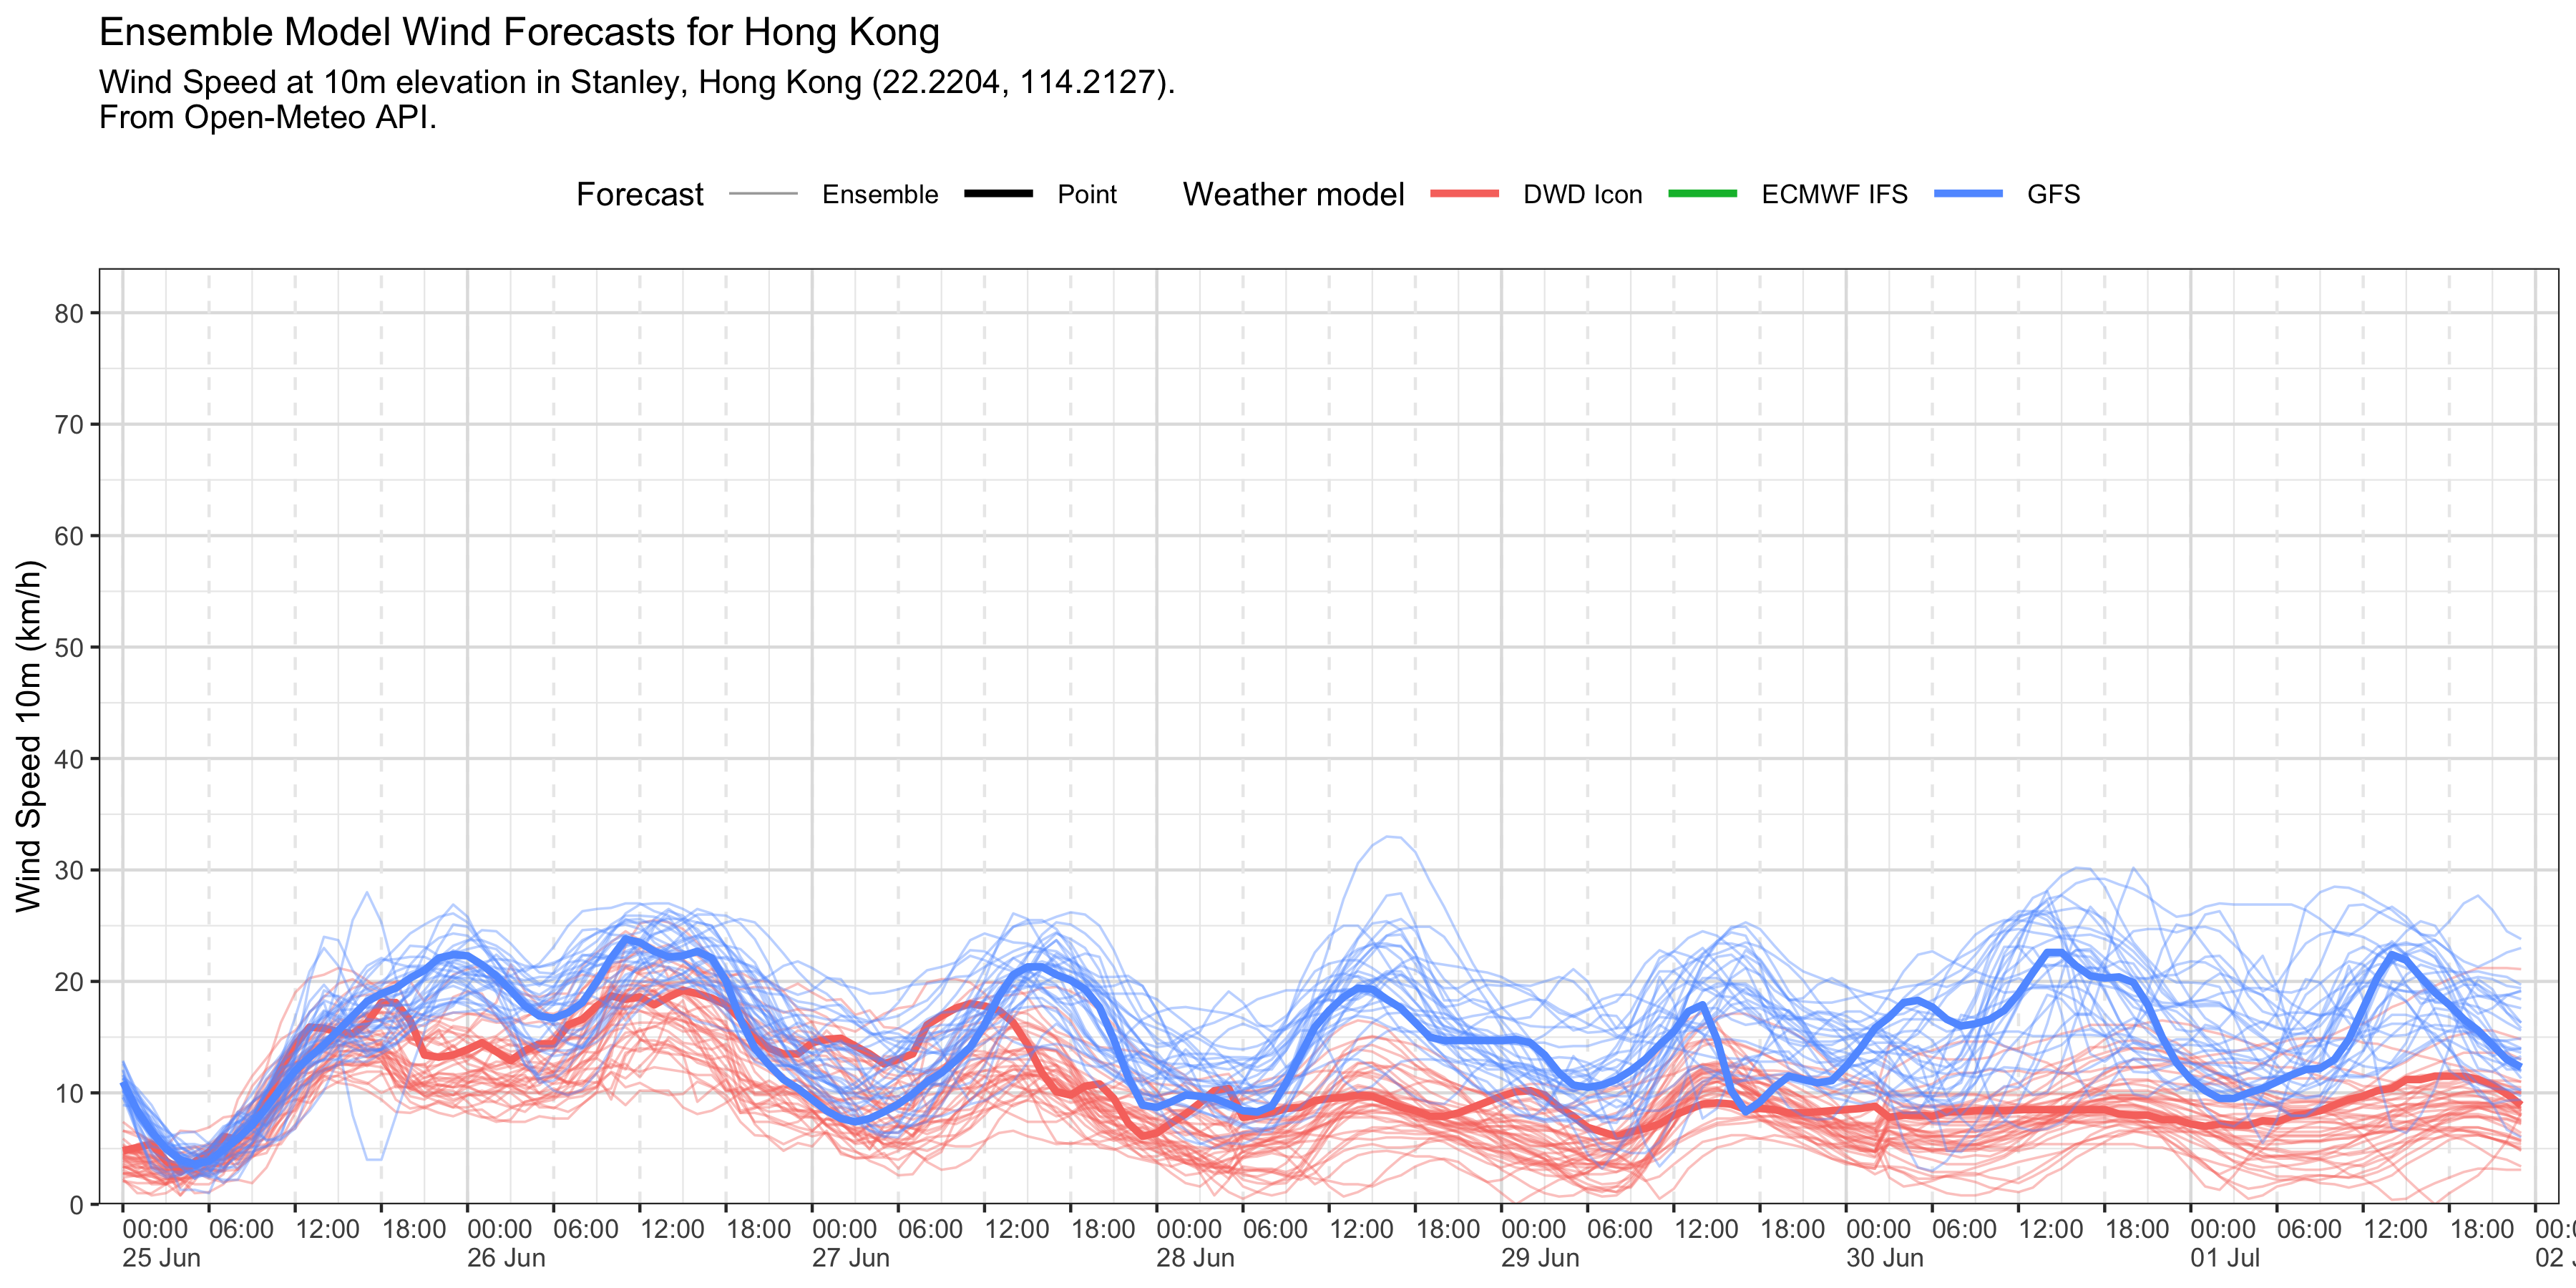 Ensemble Model Wind Forecasts for Hong Kong
Wind Speed at 10m elevation in Stanley, Hong Kong (22.2204, 114.2127).
From Open-Meteo API.
Forecast Ensemble Point Weather model DWD Icon ECMWF IFS GFS
Wind Speed 10m (km/h)
80
70
60
50
40
30
20
10
0
00:00 06:00 12:00 18:00 00:00 06:00 12:00 18:00 00:00 06:00 12:00 18:00 00:00 06:00 12:00 18:00 00:00 06:00 12:00 18:00 00:00 06:00 12:00 18:00 00:00 06:00 12:00 18:00
25 Jun 26 Jun 27 Jun 28 Jun 29 Jun 30 Jun 01 Jul 02